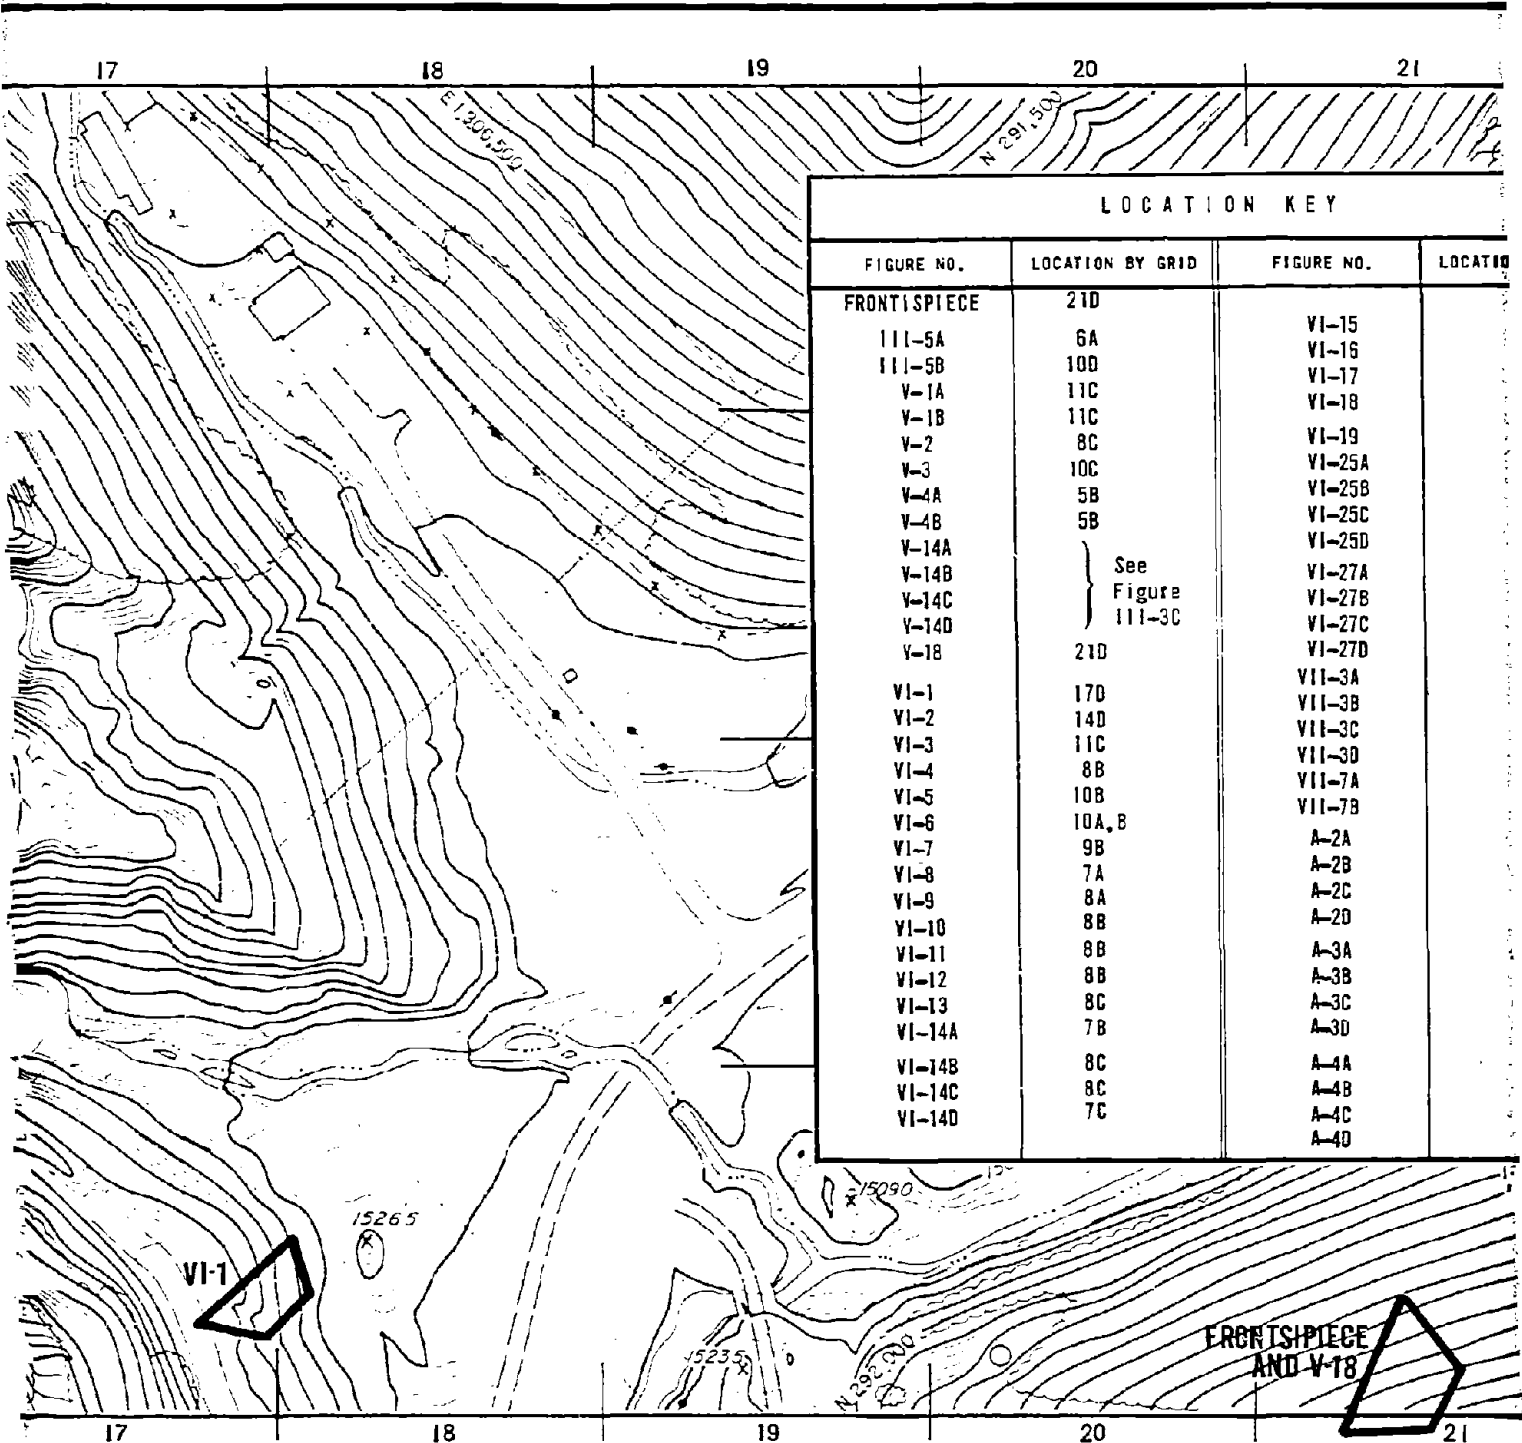 17 18 19 20 21
E 1,306,500
N 291,500
LOCATION KEY
FIGURE NO. LOCATION BY GRID FIGURE NO.
FRONTISPIECE 21D
III-5A 6A
III-5B 10D
V-1A 11C
V-1B 11C
V-2 8C
V-3 10C
V-4A 5B
V-4B 5B
V-14A
V-14B
V-14C
V-14D
See
Figure
III-3C
V-18 21D
VI-1 17D
VI-2 14D
VI-3 11C
VI-4 8B
VI-5 10B
VI-6 10A,B
VI-7 9B
VI-8 7A
VI-9 8A
VI-10 8B
VI-11 8B
VI-12 8B
VI-13 8C
VI-14A 7B
VI-14B 8C
VI-14C 8C
VI-14D 7C
VI-15
VI-16
VI-17
VI-18
VI-19
VI-25A
VI-25B
VI-25C
VI-25D
VI-27A
VI-27B
VI-27C
VI-27D
VII-3A
VII-3B
VII-3C
VII-3D
VII-7A
VII-7B
A-2A
A-2B
A-2C
A-2D
A-3A
A-3B
A-3C
A-3D
A-4A
A-4B
A-4C
A-4D
15090
15265
VI-1
5235
N 292,000
FRONTSIPIECE
AND V-18
17 18 19 20 21